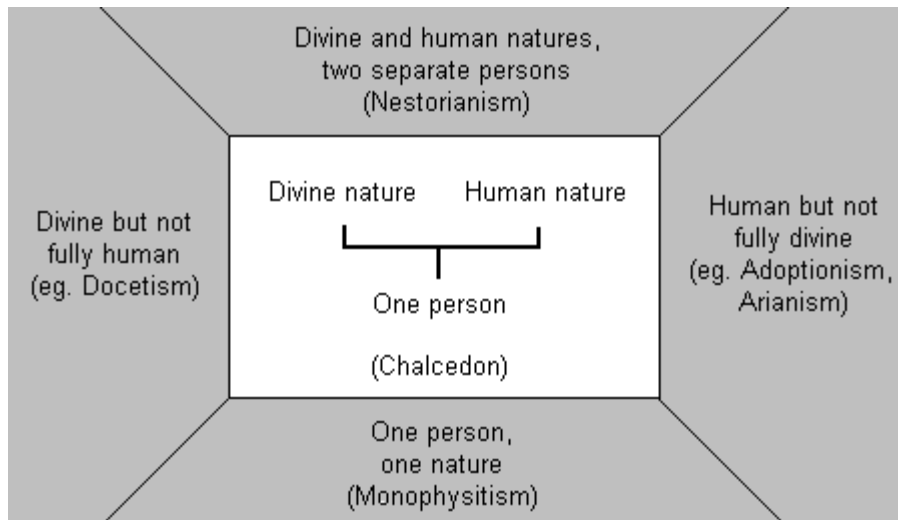 Divine and human natures,
two separate persons
(Nestorianism)
Divine but not
fully human
(eg. Docetism)
Divine nature
Human nature
One person
(Chalcedon)
Human but not
fully divine
(eg. Adoptionism,
Arianism)
One person,
one nature
(Monophysitism)